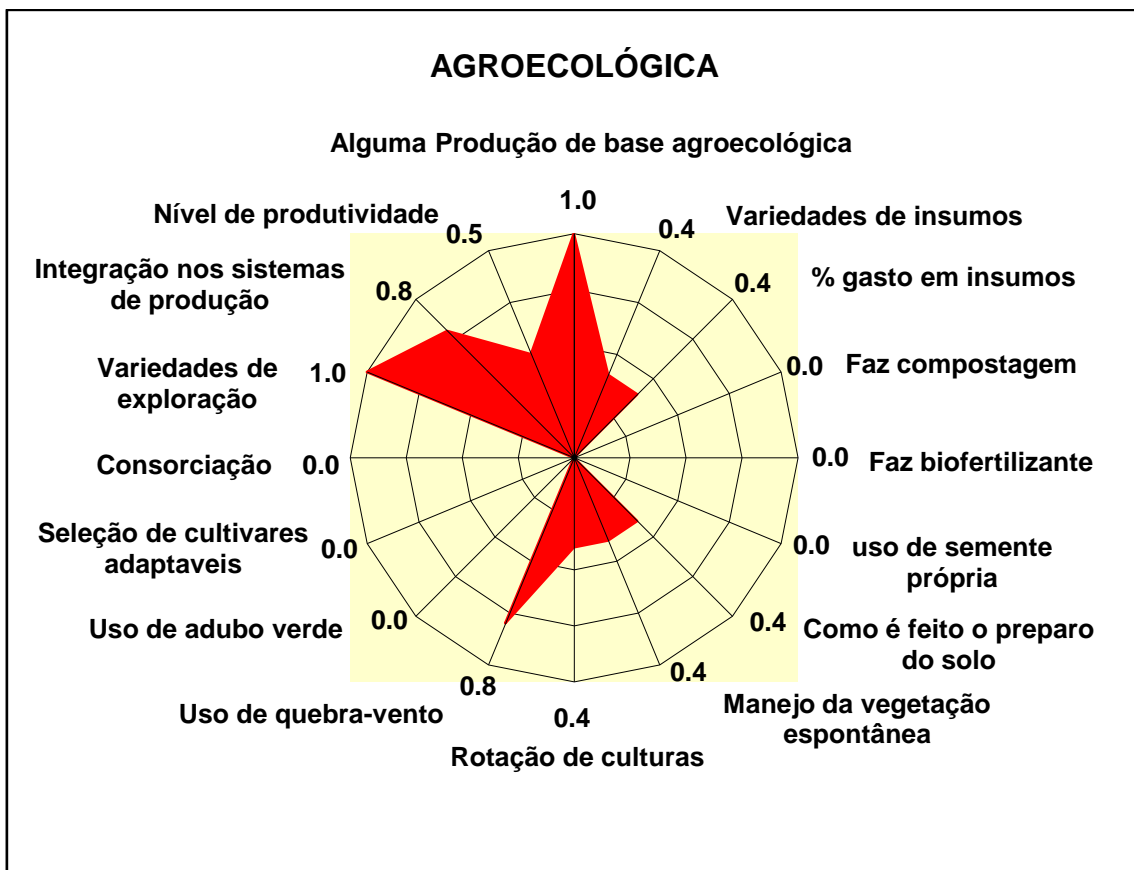 AGROECOLÓGICA
Alguma Produção de base agroecológica
1.0
Variedades de insumos
0.4
% gasto em insumos
0.4
Faz compostagem
0.0
Faz biofertilizante
0.0
uso de semente
própria
0.0
Como é feito o preparo
do solo
0.4
Manejo da vegetação
espontânea
0.4
Rotação de culturas
0.4
Uso de quebra-vento
0.8
Uso de adubo verde
0.0
Seleção de cultivares
adaptaveis
0.0
Consorciação
0.0
Variedades de
exploração
1.0
Integração nos sistemas
de produção
0.8
Nível de produtividade
0.5